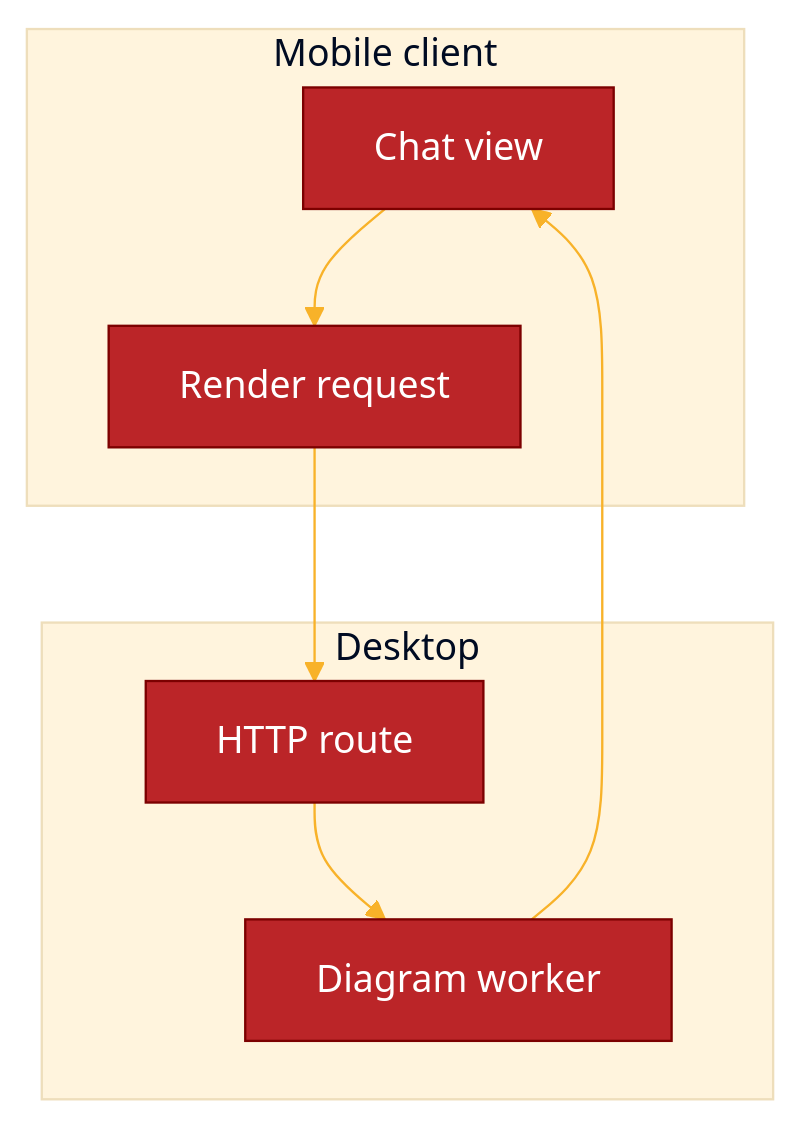 Mobile client
Chat view
Render request
Desktop
HTTP route
Diagram worker